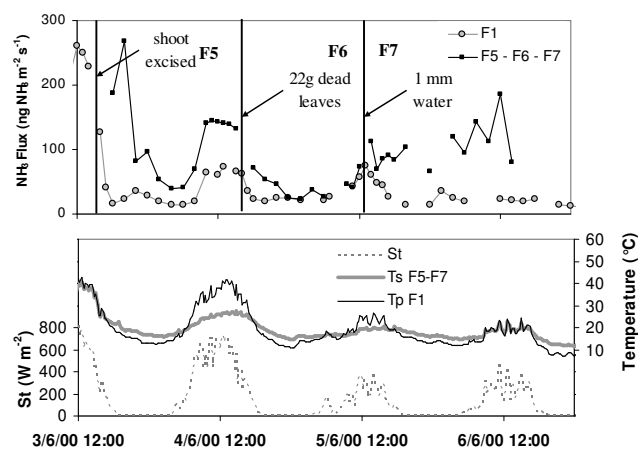 300
250
200
150
100
50
0
NH3 Flux (ng NH3 m-2 s-1)
shoot excised
F5
F6
F7
22g dead leaves
1 mm water
F1
F5 - F6 - F7
St
Ts F5-F7
Tp F1
800
600
400
200
0
St (W m-2)
60
50
40
30
20
10
Temperature (°C)
3/6/00 12:00
4/6/00 12:00
5/6/00 12:00
6/6/00 12:00